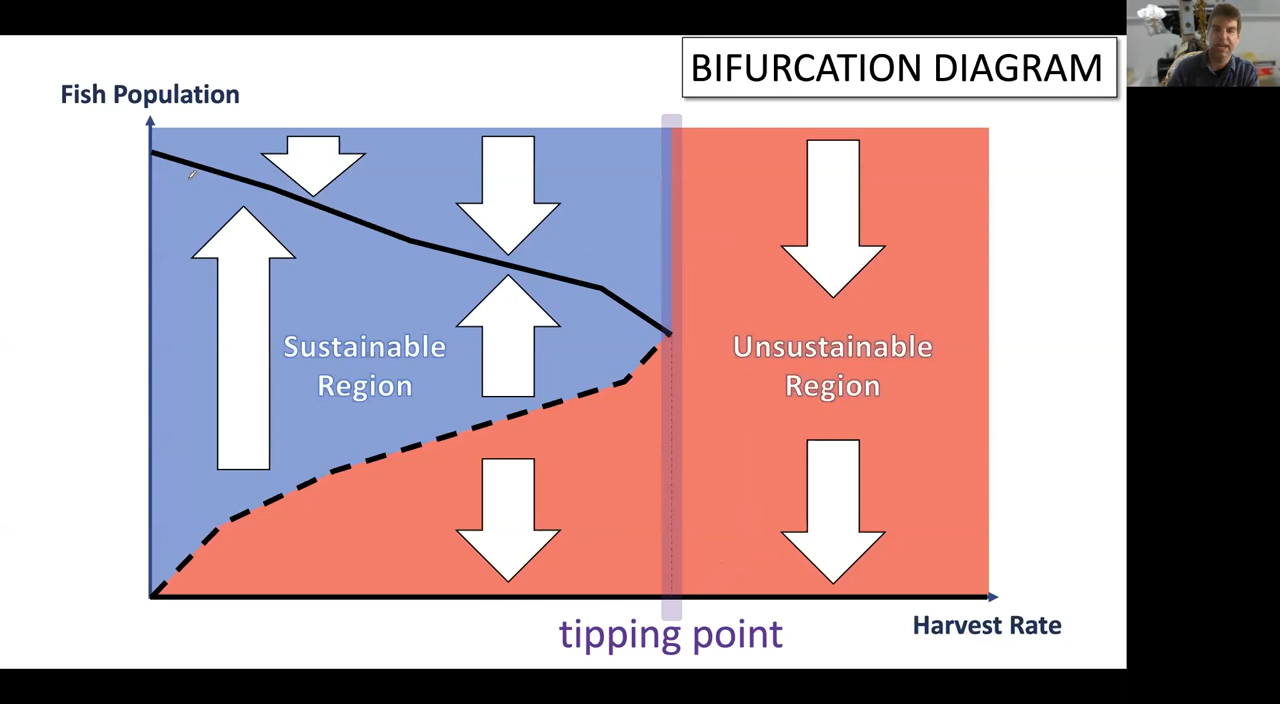 BIFURCATION DIAGRAM
Fish Population
Sustainable
Region
Unsustainable
Region
tipping point
Harvest Rate